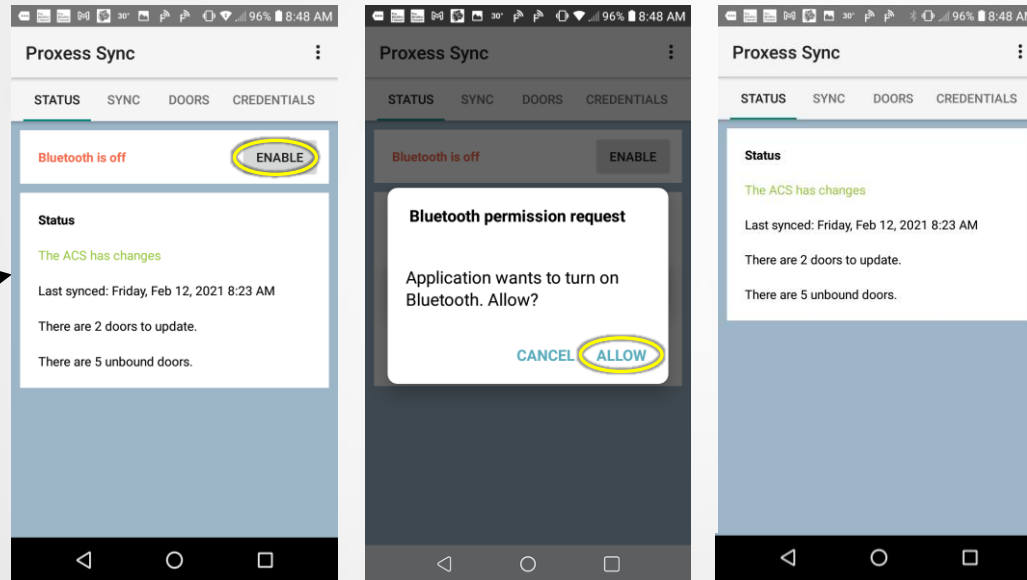 30° 96% 8:48 AM
Proxess Sync
STATUS SYNC DOORS CREDENTIALS
Bluetooth is off ENABLE
Status
The ACS has changes
Last synced: Friday, Feb 12, 2021 8:23 AM
There are 2 doors to update.
There are 5 unbound doors.
30° 96% 8:48 AM
Proxess Sync
STATUS SYNC DOORS CREDENTIALS
Bluetooth is off ENABLE
Bluetooth permission request
Application wants to turn on
Bluetooth. Allow?
CANCEL ALLOW
30° 96% 8:48 AM
Proxess Sync
STATUS SYNC DOORS CREDENTIALS
Status
The ACS has changes
Last synced: Friday, Feb 12, 2021 8:23 AM
There are 2 doors to update.
There are 5 unbound doors.